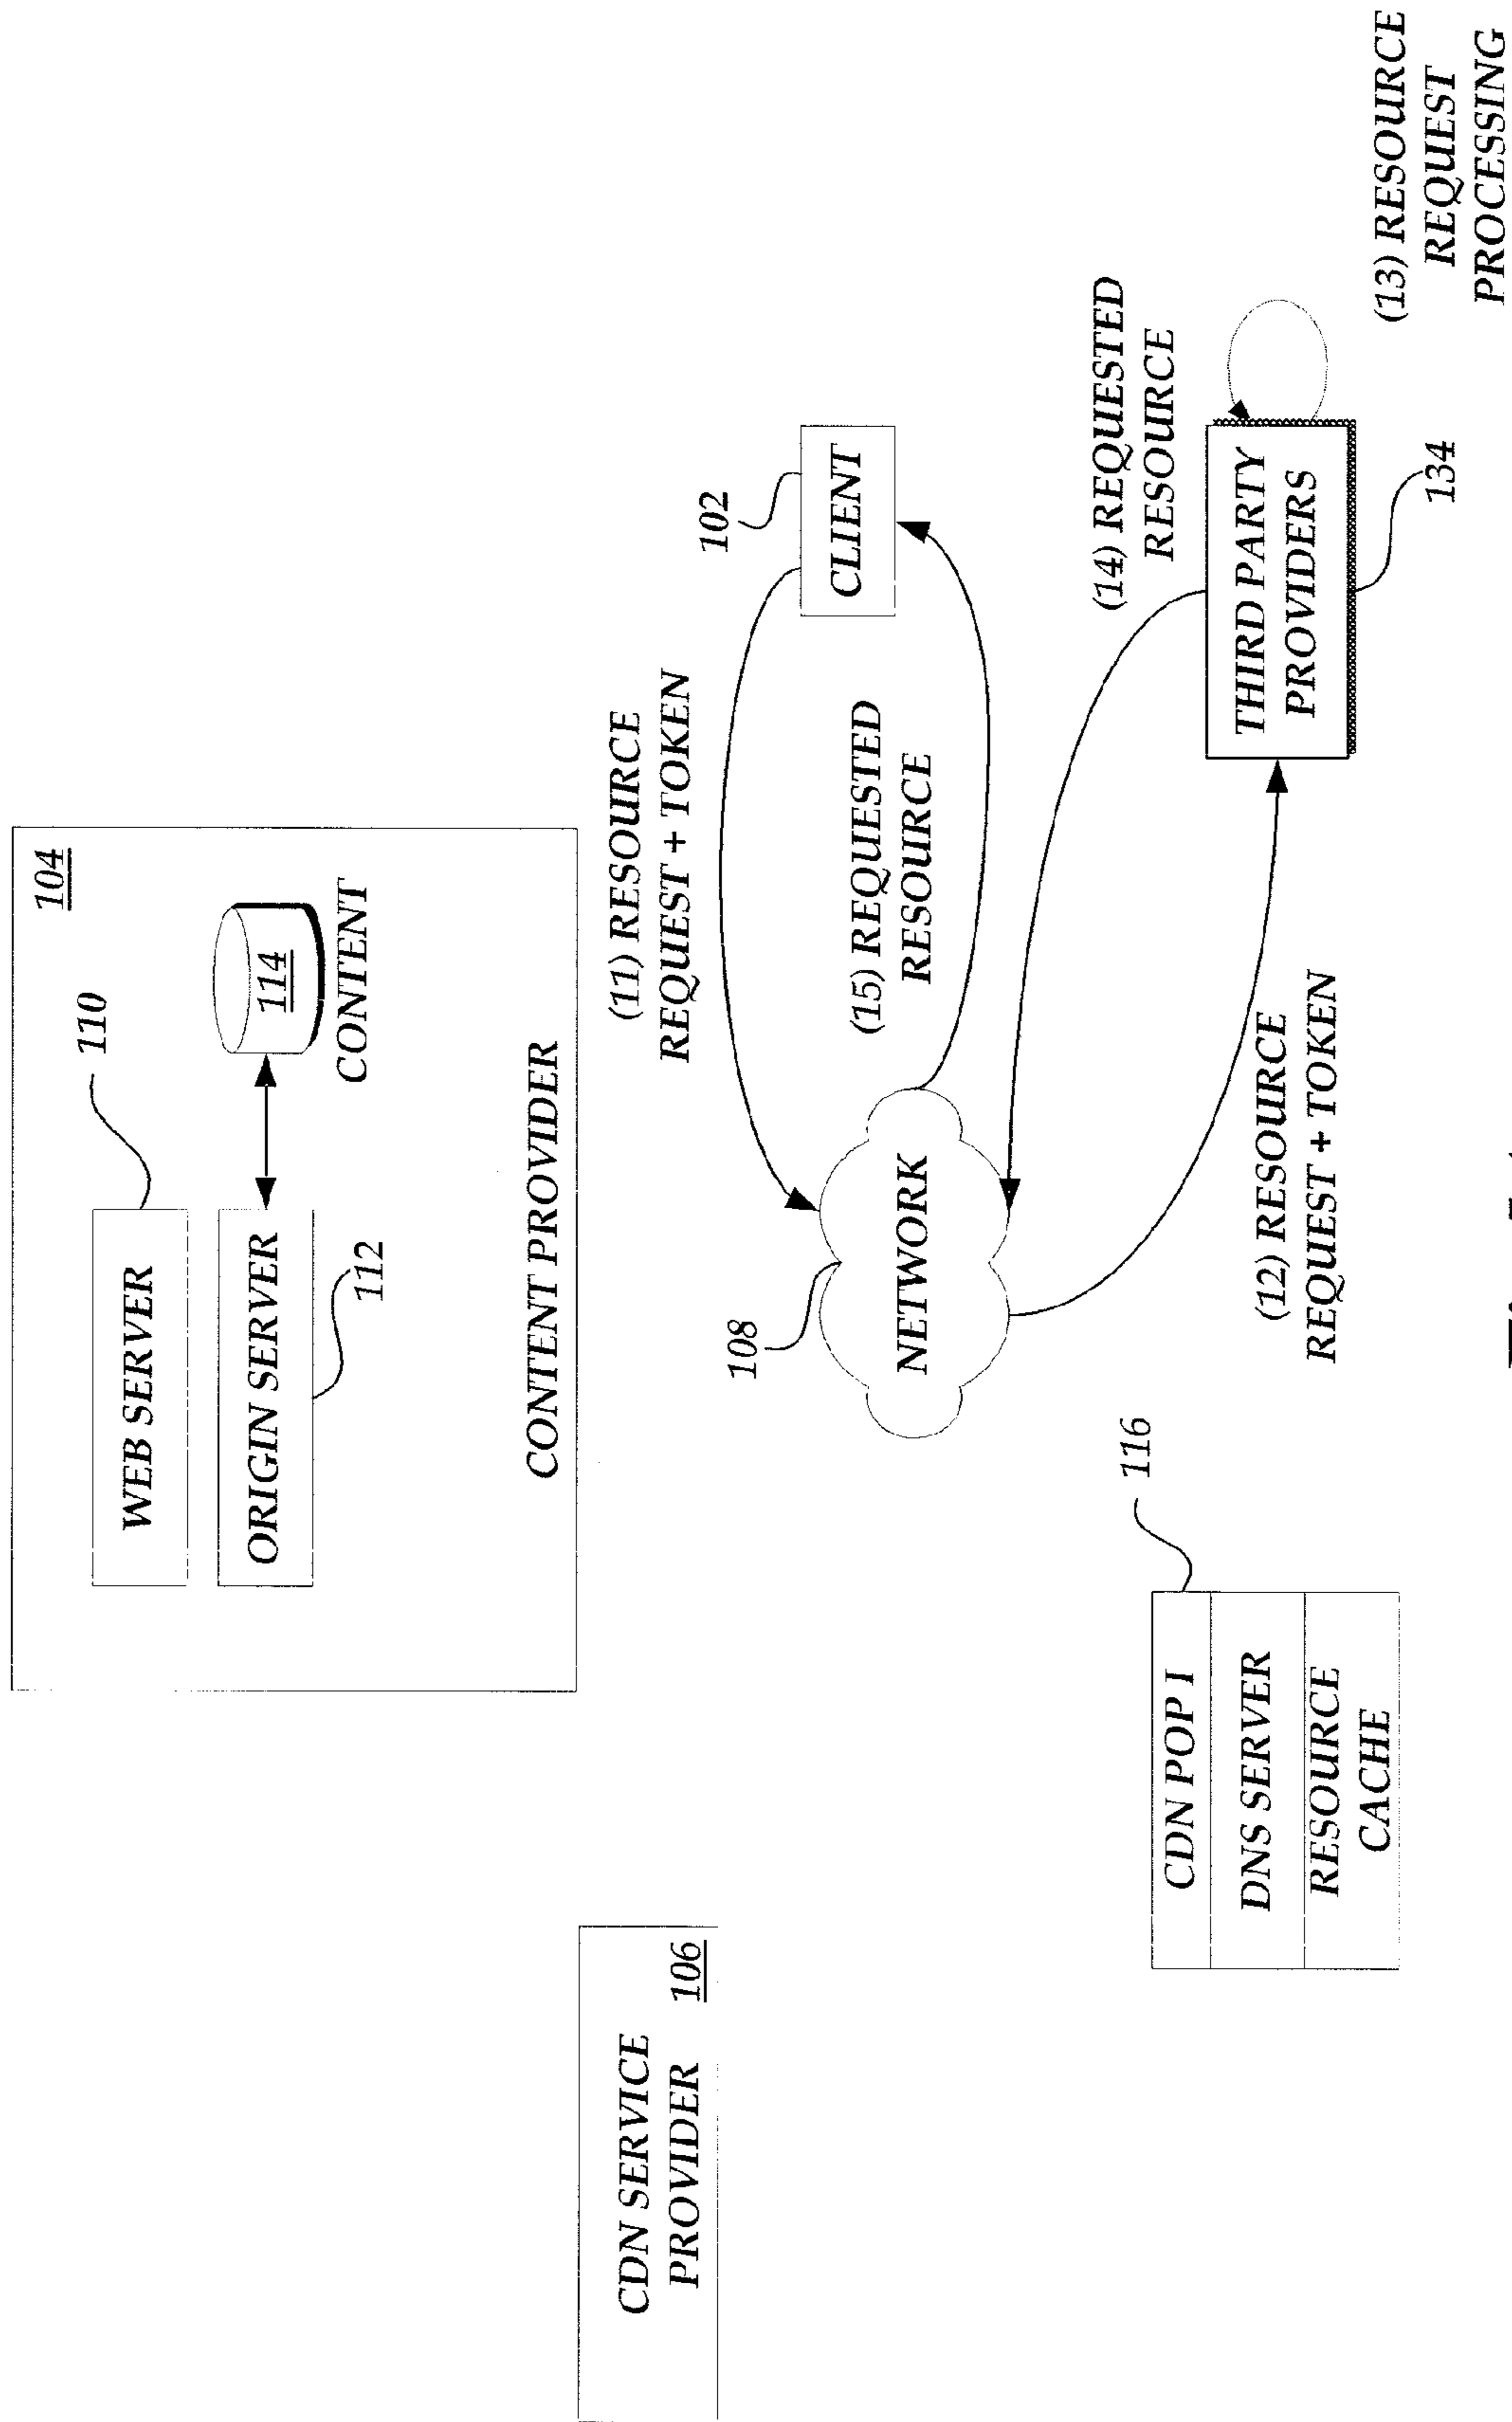 104
110
WEB SERVER
ORIGIN SERVER
112
114
CONTENT
CONTENT PROVIDER
CDN SERVICE
PROVIDER
106
(11) RESOURCE
REQUEST + TOKEN
102
CLIENT
108
NETWORK
(15) REQUESTED
RESOURCE
(14) REQUESTED
RESOURCE
116
CDN POP I
DNS SERVER
RESOURCE
CACHE
(12) RESOURCE
REQUEST + TOKEN
THIRD PARTY
PROVIDERS
134
(13) RESOURCE
REQUEST
PROCESSING